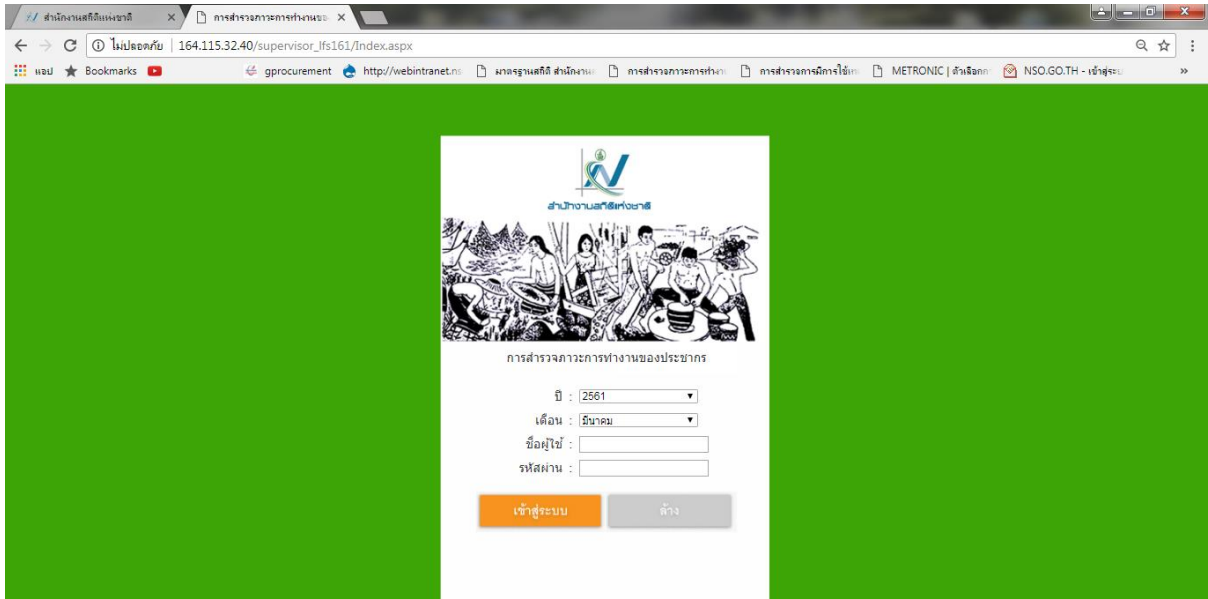 สำนักงานสถิติแห่งชาติ
การสำรวจภาวะการทำงานของ
ไม่ปลอดภัย | 164.115.32.40/supervisor_lfs161/Index.aspx
แอป Bookmarks gprocurement http://webintranet.ns มาตรฐานสถิติ สำนักงาน การสำรวจภาวะการทำงา การสำรวจการมีการใช้เท METRONIC | ตัวเลือกก NSO.GO.TH - เข้าสู่ระบ »
สำนักงานสถิติแห่งชาติ
การสำรวจภาวะการทำงานของประชากร
ปี : 2561
เดือน : มีนาคม
ชื่อผู้ใช้ :
รหัสผ่าน :
เข้าสู่ระบบ ล้าง